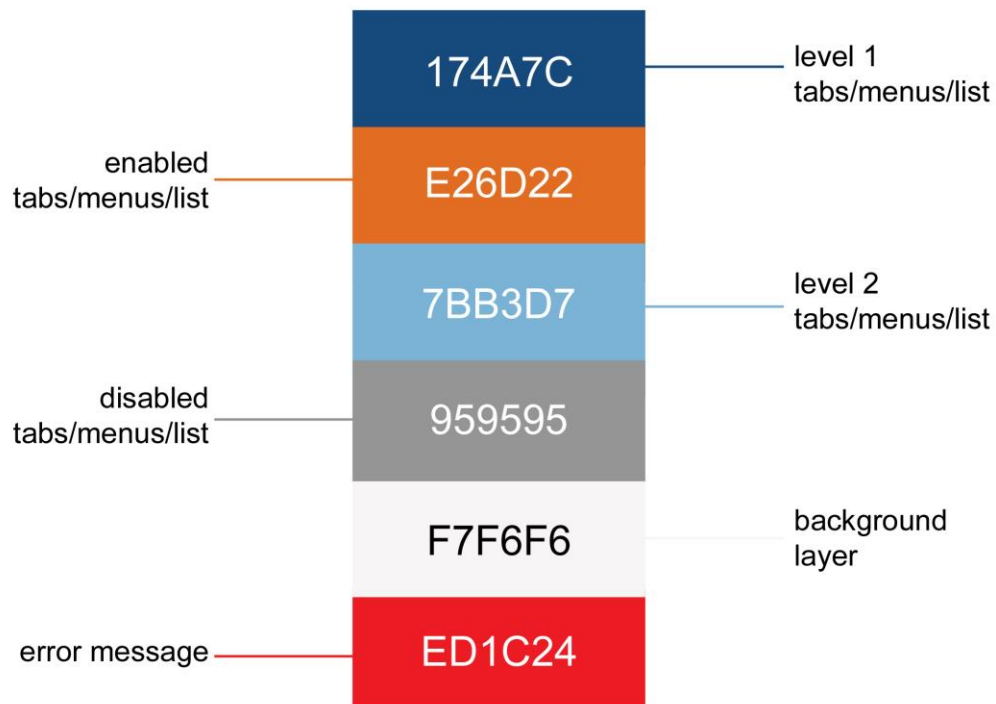 174A7C
level 1
tabs/menus/list
enabled
tabs/menus/list
E26D22
7BB3D7
level 2
tabs/menus/list
disabled
tabs/menus/list
959595
F7F6F6
background
layer
error message
ED1C24